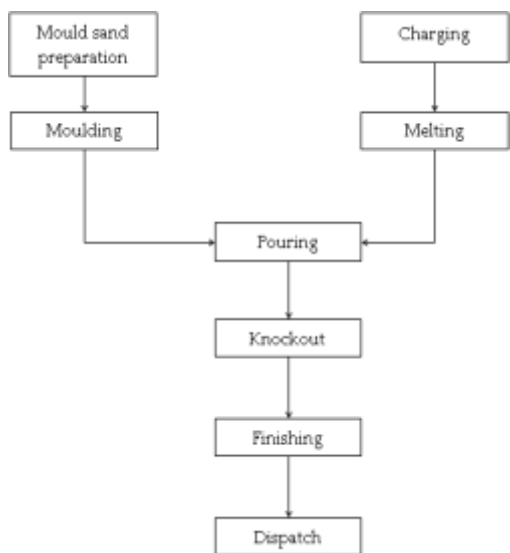 Mould sand
preparation
Charging
Moulding
Melting
Pouring
Knockout
Finishing
Dispatch